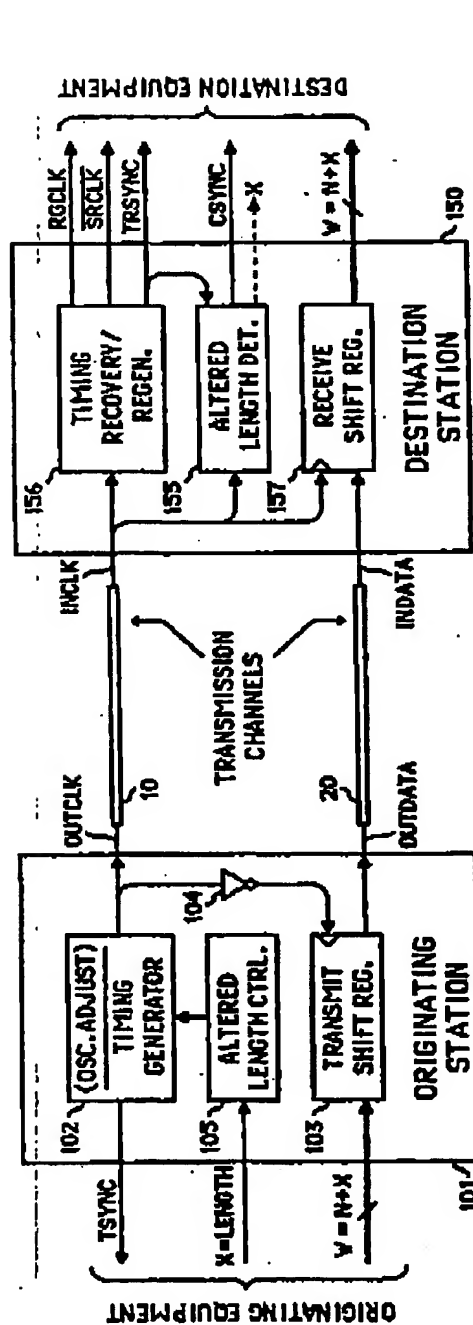 ORIGINATING EQUIPMENT
TSYNC
X=LENGTH
W=N+X
101
102
(OSC.ADJUST)
TIMING
GENERATOR
105
ALTERED
LENGTH CTRL.
103
TRANSMIT
SHIFT REG.
104
ORIGINATING
STATION
OUTCLK
OUTDATA
10
20
TRANSMISSION
CHANNELS
INCLK
INDATA
156
TIMING
RECOVERY/
REGEN.
155
ALTERED
LENGTH DET.
157
RECEIVE
SHIFT REG.
DESTINATION
STATION
150
RGCLK
SRCLK
TRSYNC
CSYNC
X
W=N+X
DESTINATION EQUIPMENT